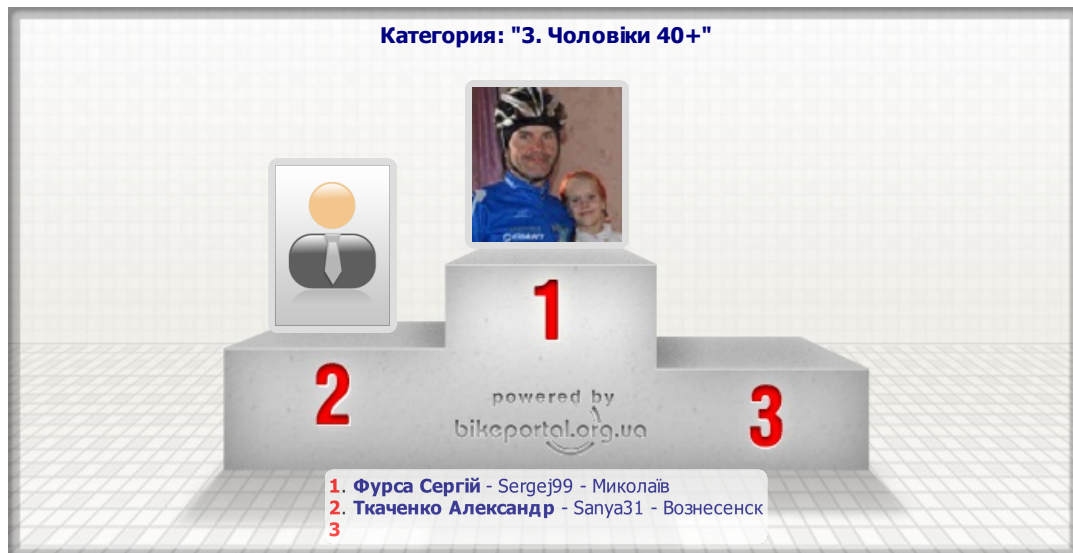 Категория: "3. Чоловіки 40+"
1
2
3
powered by
bikeportal.org.ua
1. Фурса Сергій - Sergej99 - Миколаїв
2. Ткаченко Александр - Sanya31 - Вознесенск
3